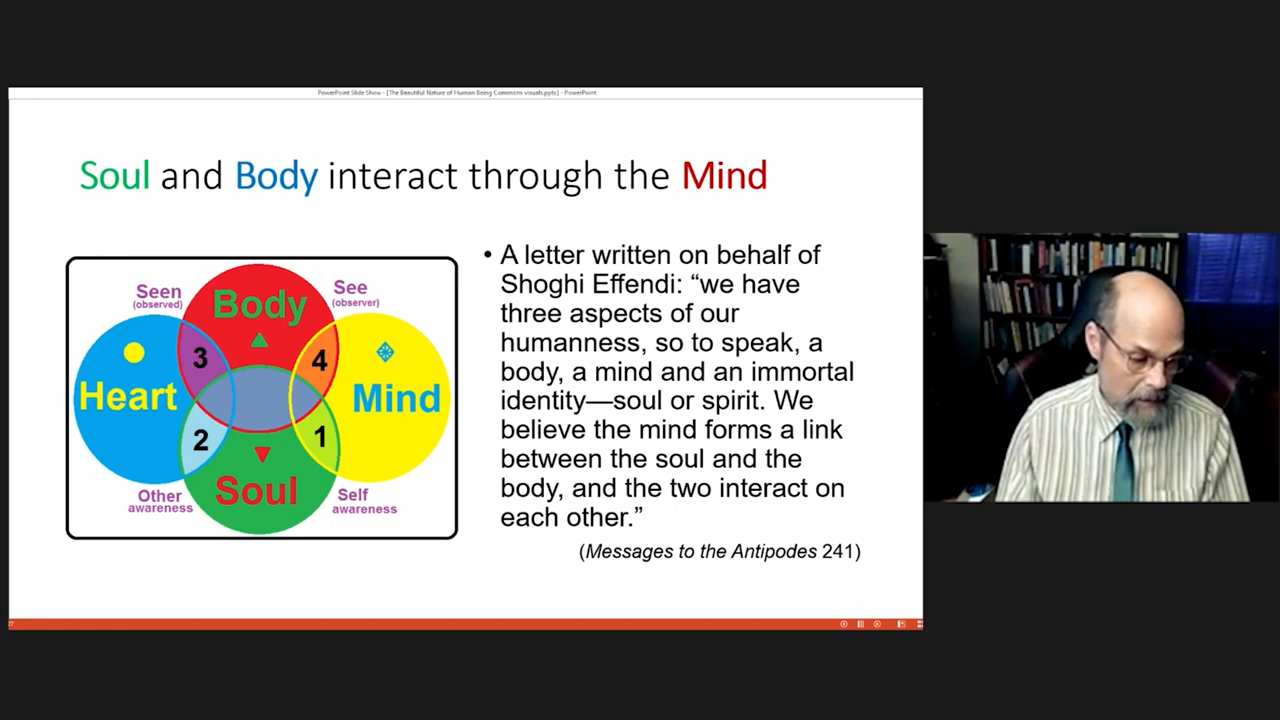 PowerPoint Slide Show - [The Beautiful Nature of Human Being Commons visuals.pptx] - PowerPoint
Soul and Body interact through the Mind
Seen
(observed)
See
(observer)
Body
3
4
Heart
Mind
2
1
Soul
Other
awareness
Self
awareness
• A letter written on behalf of
Shoghi Effendi: “we have
three aspects of our
humanness, so to speak, a
body, a mind and an immortal
identity—soul or spirit. We
believe the mind forms a link
between the soul and the
body, and the two interact on
each other.”
(Messages to the Antipodes 241)